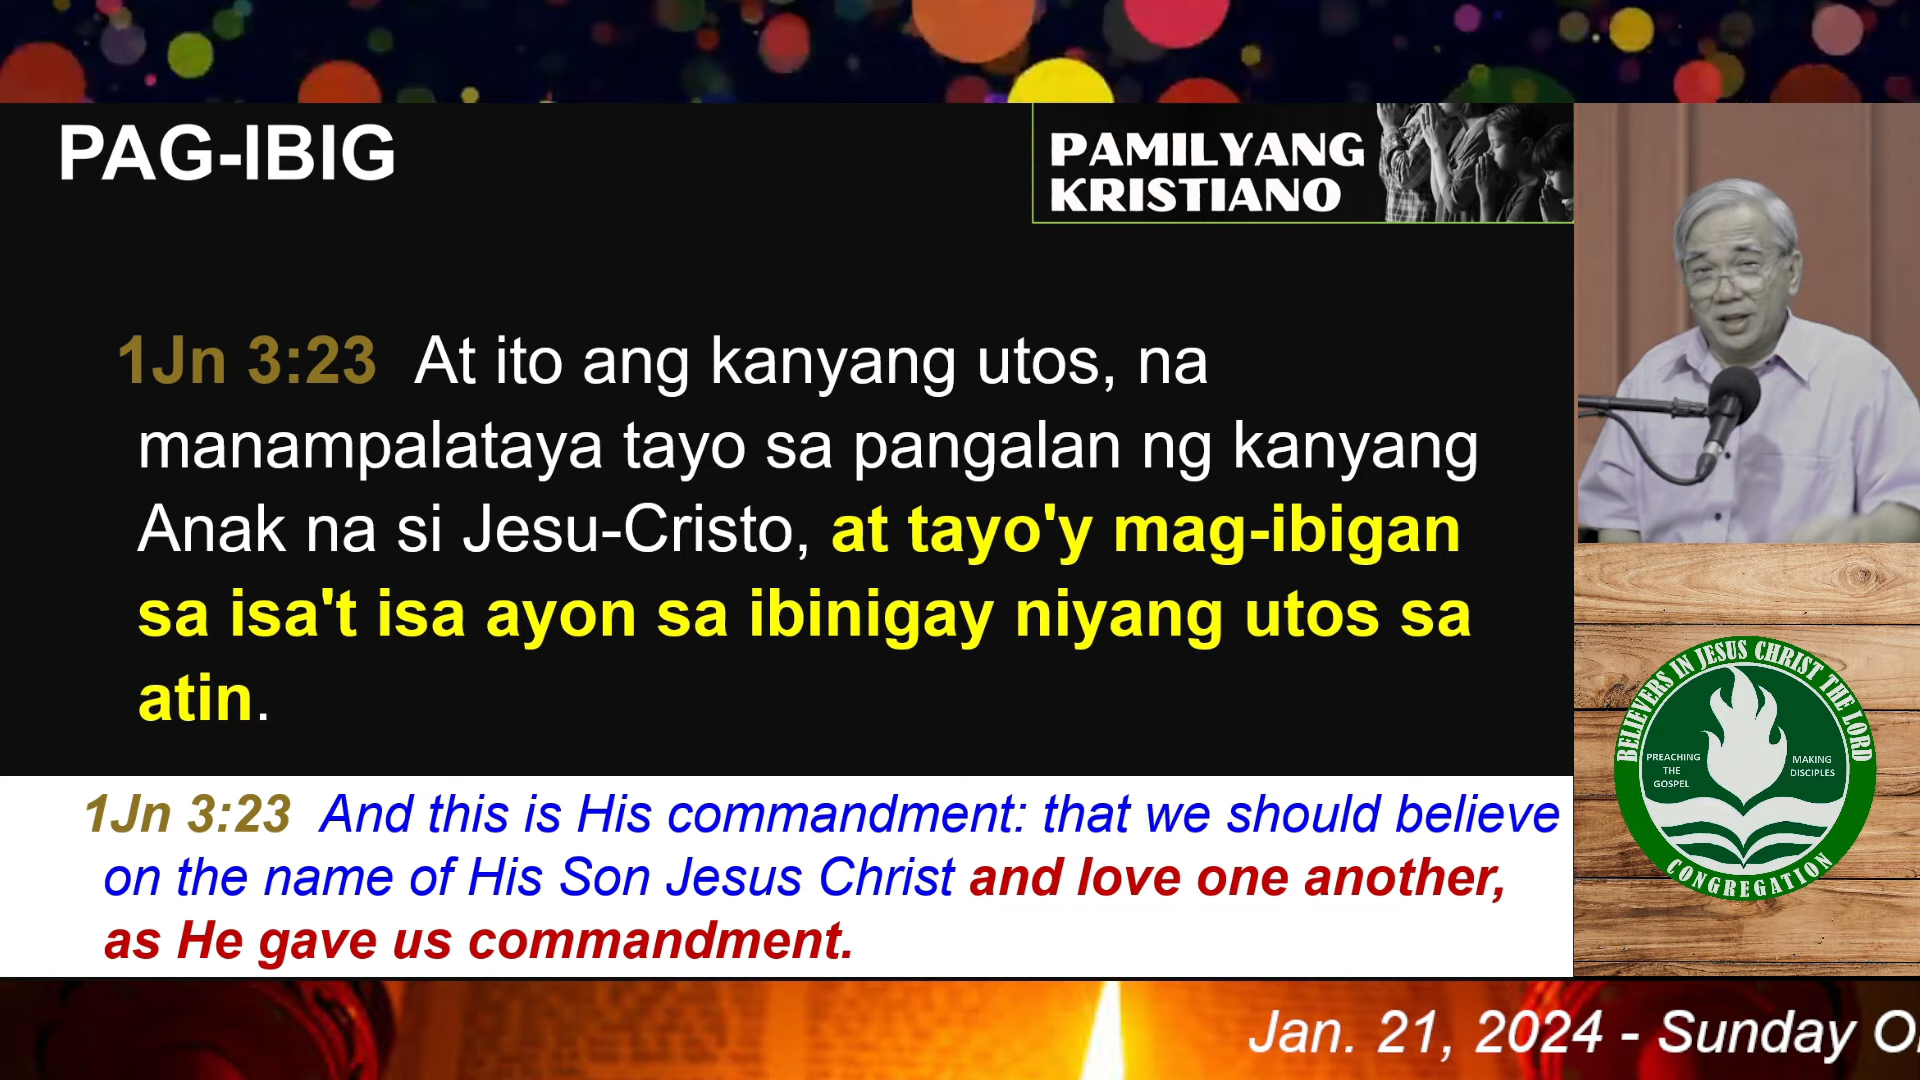 PAG-IBIG
PAMILYANG
KRISTIANO
1Jn 3:23 At ito ang kanyang utos, na
manampalataya tayo sa pangalan ng kanyang
Anak na si Jesu-Cristo, at tayo'y mag-ibigan
sa isa't isa ayon sa ibinigay niyang utos sa
atin.
1Jn 3:23 And this is His commandment: that we should believe
on the name of His Son Jesus Christ and love one another,
as He gave us commandment.
BELIEVERS IN JESUS CHRIST THE LORD
PREACHING
THE
GOSPEL
MAKING
DISCIPLES
CONGREGATION
Jan. 21, 2024 - Sunday